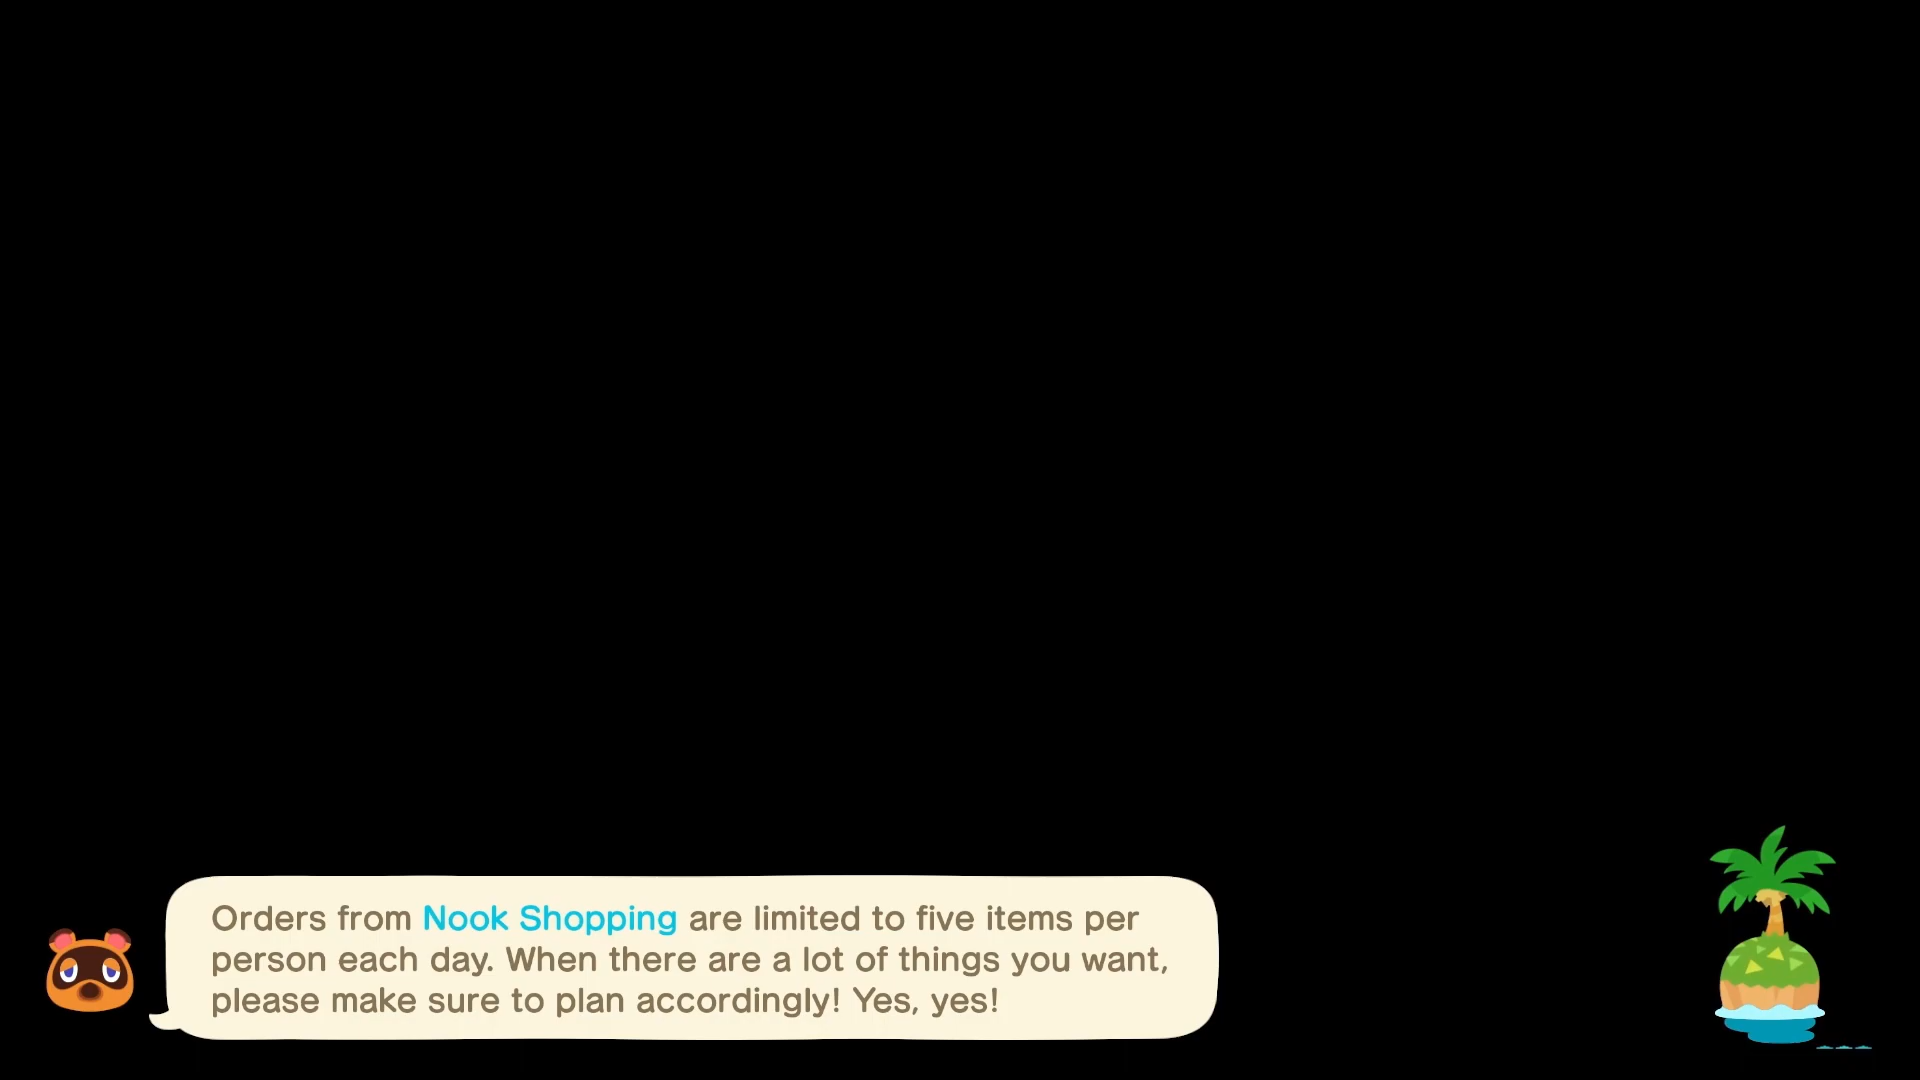 Orders from Nook Shopping are limited to five items per
person each day. When there are a lot of things you want,
please make sure to plan accordingly! Yes, yes!